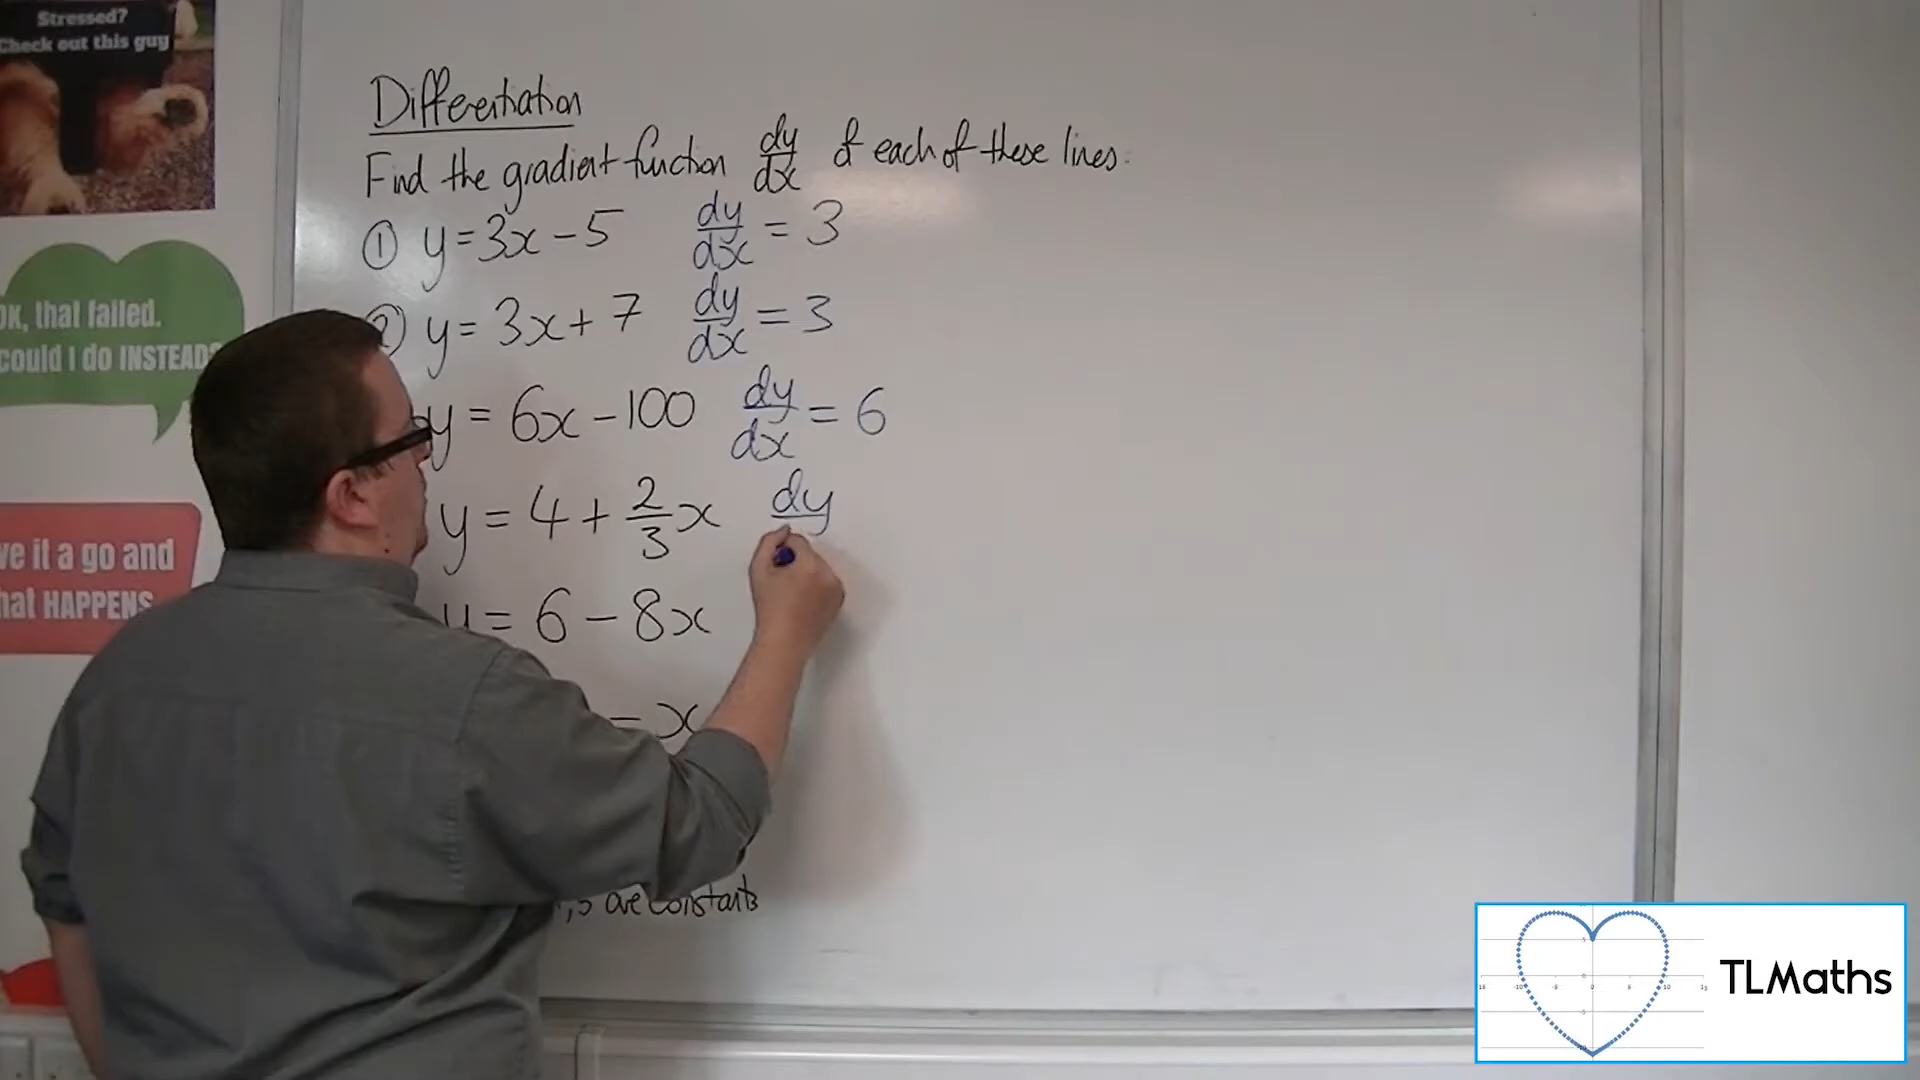 Stressed?
Check out this guy
OK, that failed.
could I do INSTEAD?
ve it a go and
hat HAPPENS
Differentiation
Find the gradient function dy/dx of each of these lines:
① y = 3x - 5 dy/dx = 3
② y = 3x + 7 dy/dx = 3
y = 6x - 100 dy/dx = 6
y = 4 + 2/3 x dy
y = 6 - 8x
- x
are constants
TLMaths